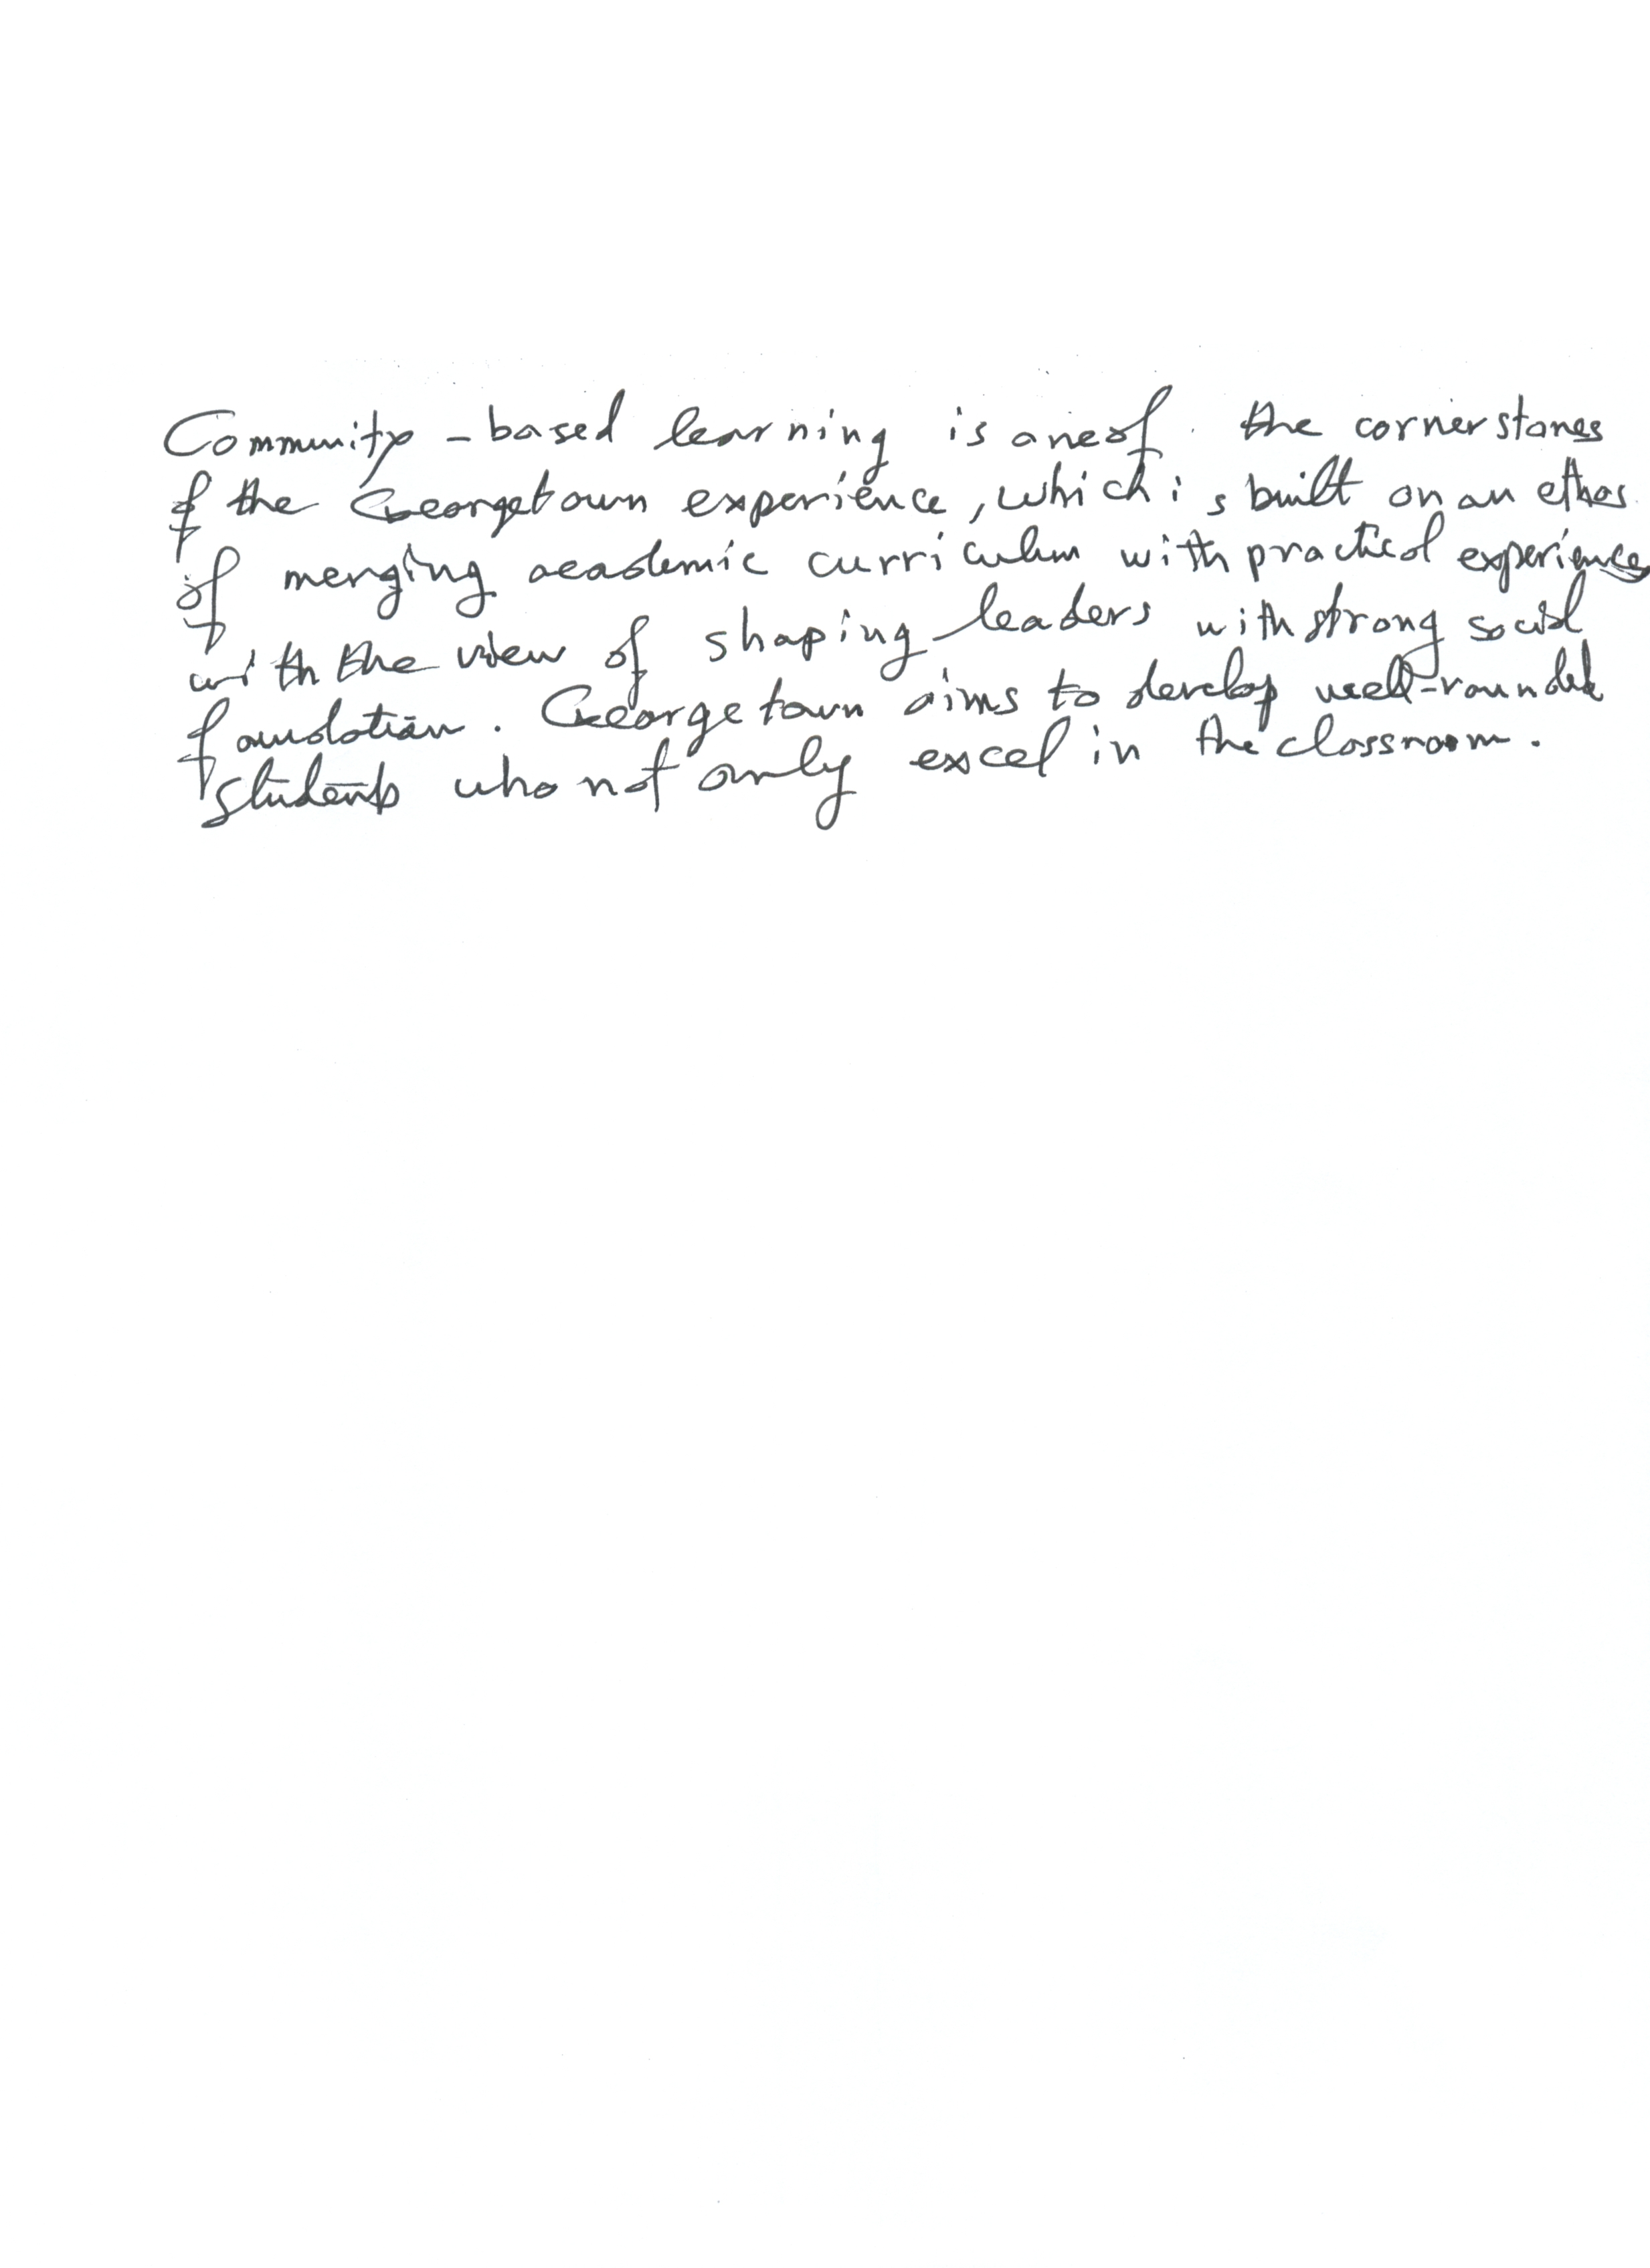 Community-based learning is one of the cornerstones
of the Georgetown experience, which is built on an ethos
of merging academic curriculum with practical experiences
with the view of shaping leaders with strong social
foundation. Georgetown aims to develop well-rounded
students who not only excel in the classroom.